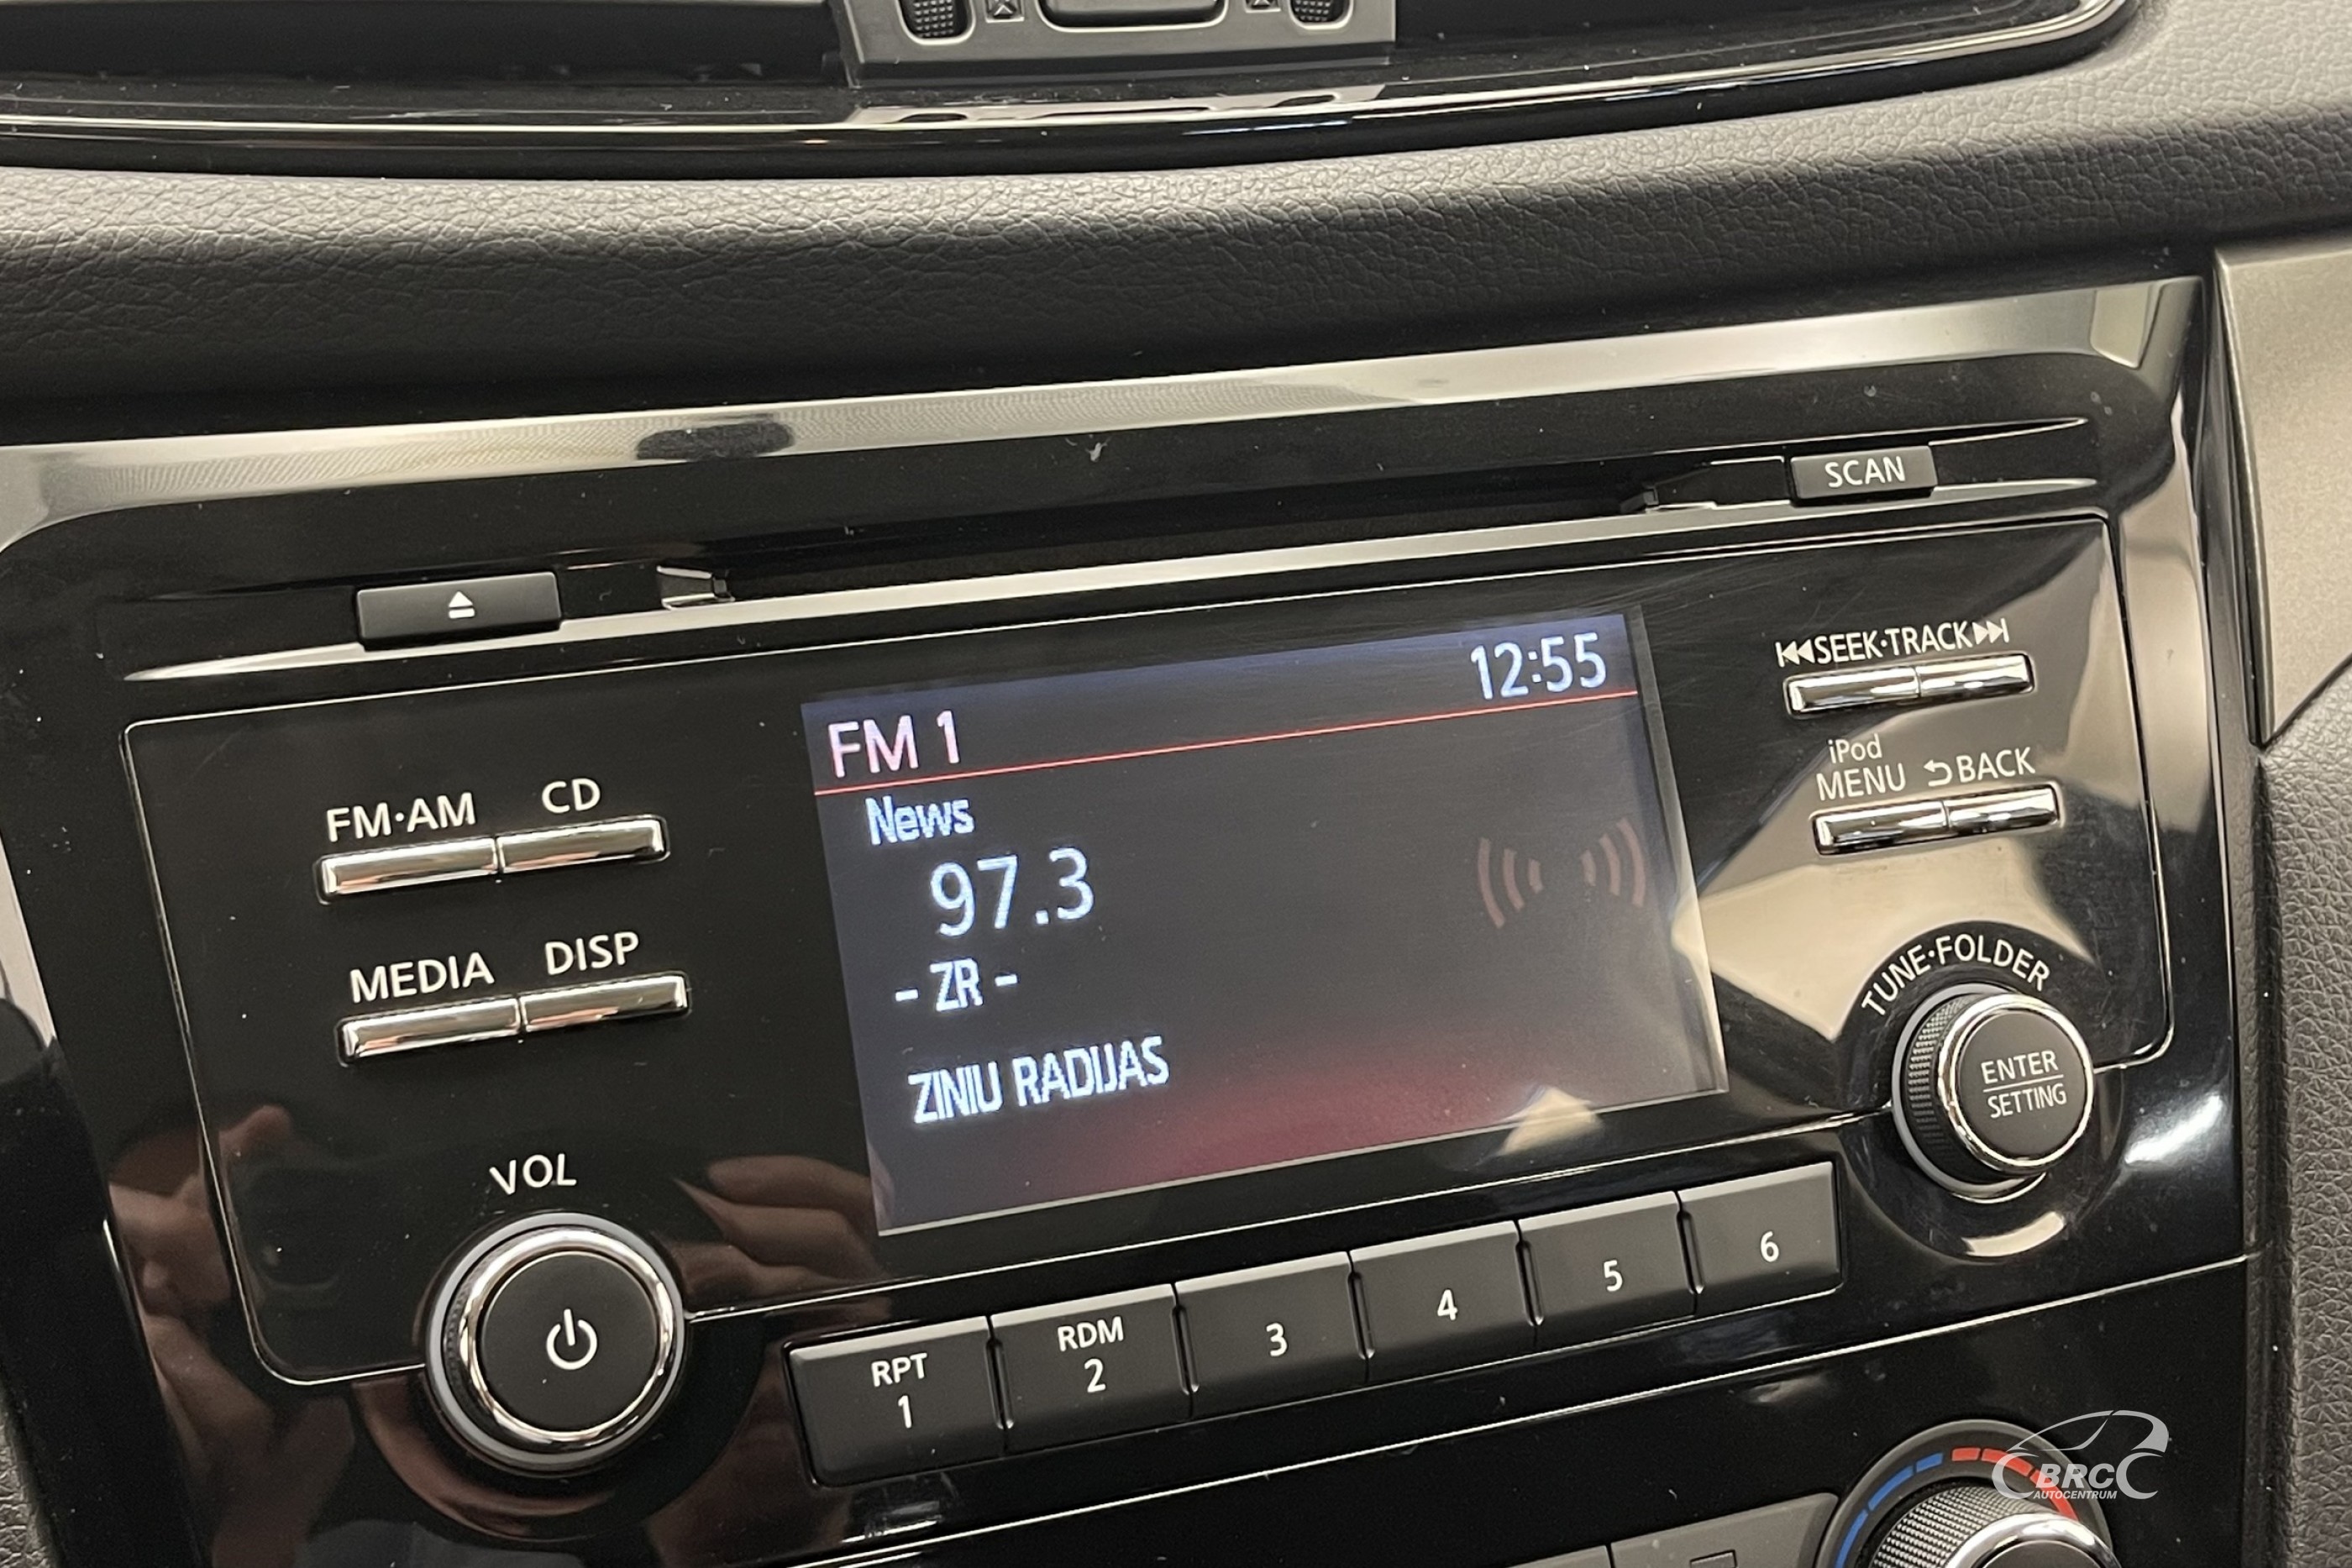 SCAN
SEEK·TRACK
12:55
FM 1
iPod
MENU BACK
FM·AM CD
News
97.3
MEDIA DISP
- ZR -
TUNE·FOLDER
ZINIU RADIJAS
ENTER
SETTING
VOL
RPT
1
RDM
2
3
4
5
6
BRC
AUTOCENTRUM